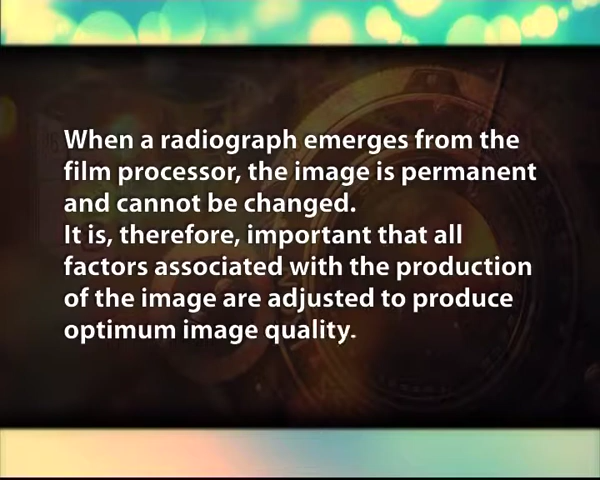 When a radiograph emerges from the
film processor, the image is permanent
and cannot be changed.
It is, therefore, important that all
factors associated with the production
of the image are adjusted to produce
optimum image quality.